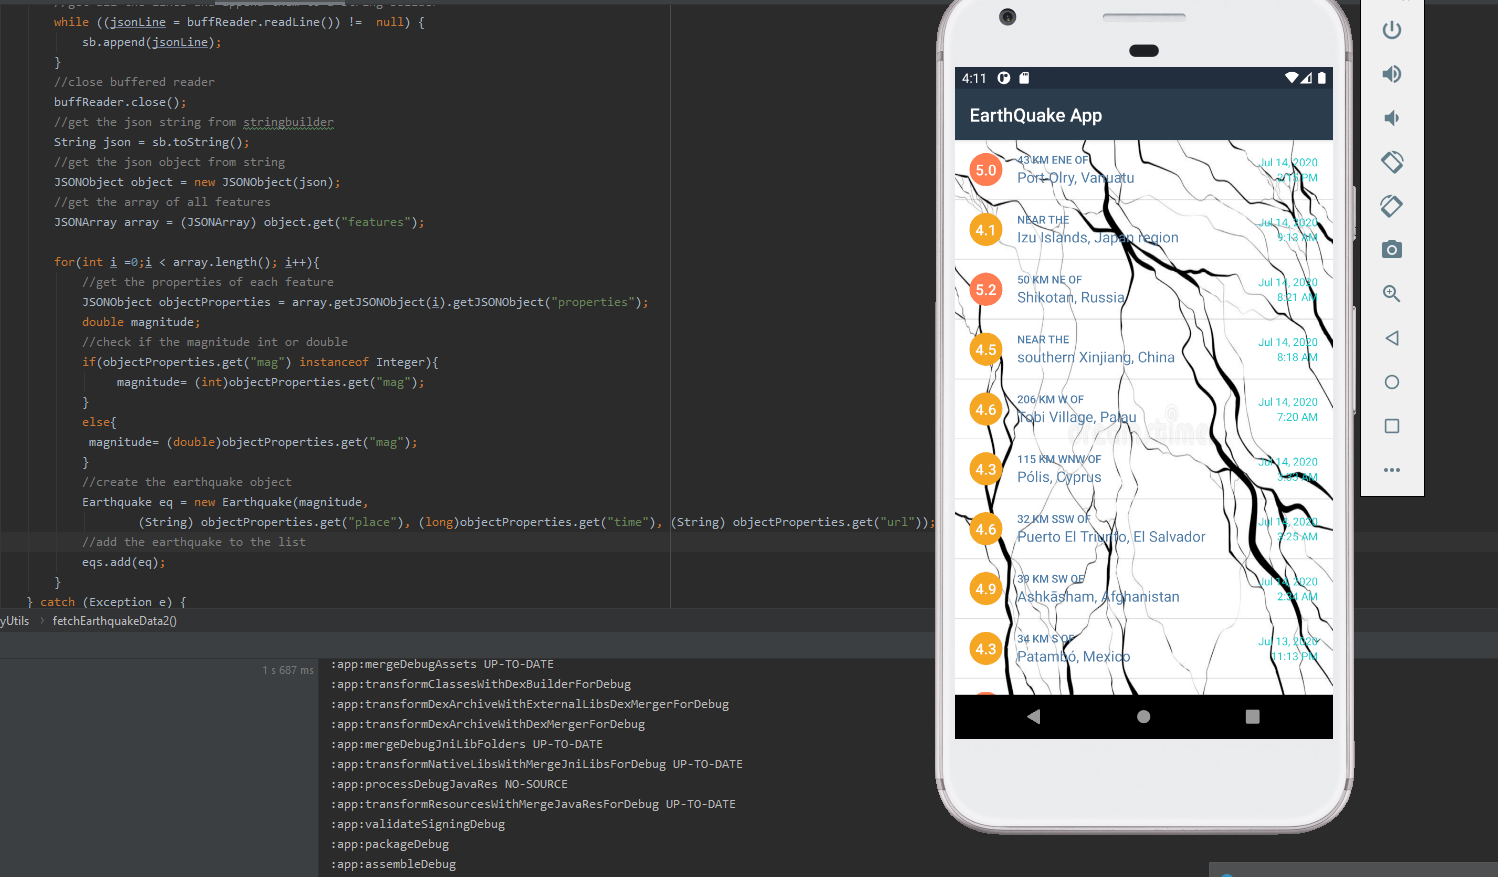 while ((jsonLine = buffReader.readLine()) != null) {
sb.append(jsonLine);
}
//close buffered reader
buffReader.close();
//get the json string from stringbuilder
String json = sb.toString();
//get the json object from string
JSONObject object = new JSONObject(json);
//get the array of all features
JSONArray array = (JSONArray) object.get("features");
for(int i =0;i < array.length(); i++){
//get the properties of each feature
JSONObject objectProperties = array.getJSONObject(i).getJSONObject("properties");
double magnitude;
//check if the magnitude int or double
if(objectProperties.get("mag") instanceof Integer){
magnitude= (int)objectProperties.get("mag");
}
else{
magnitude= (double)objectProperties.get("mag");
}
//create the earthquake object
Earthquake eq = new Earthquake(magnitude,
(String) objectProperties.get("place"), (long)objectProperties.get("time"), (String) objectProperties.get("url"));
//add the earthquake to the list
eqs.add(eq);
}
} catch (Exception e) {
yUtils > fetchEarthquakeData2()
1 s 687 ms
:app:mergeDebugAssets UP-TO-DATE
:app:transformClassesWithDexBuilderForDebug
:app:transformDexArchiveWithExternalLibsDexMergerForDebug
:app:transformDexArchiveWithDexMergerForDebug
:app:mergeDebugJniLibFolders UP-TO-DATE
:app:transformNativeLibsWithMergeJniLibsForDebug UP-TO-DATE
:app:processDebugJavaRes NO-SOURCE
:app:transformResourcesWithMergeJavaResForDebug UP-TO-DATE
:app:validateSigningDebug
:app:packageDebug
:app:assembleDebug
4:11
EarthQuake App
5.0
43 KM ENE OF
Port-Olry, Vanuatu
Jul 14, 2020
PM
4.1
NEAR THE
Izu Islands, Japan region
Jul 14, 2020
9:13 AM
5.2
50 KM NE OF
Shikotan, Russia
Jul 14, 2020
8:21 AM
4.5
NEAR THE
southern Xinjiang, China
Jul 14, 2020
8:18 AM
4.6
206 KM W OF
Tobi Village, Palau
Jul 14, 2020
7:20 AM
dreamstime
4.3
115 KM WNW OF
Pólis, Cyprus
Jul 14, 2020
AM
4.6
32 KM SSW OF
Puerto El Triunfo, El Salvador
Jul 14, 2020
3:25 AM
4.9
39 KM SW OF
Ashkāsham, Afghanistan
Jul 14, 2020
2:34 AM
4.3
34 KM S OF
Patambó, Mexico
Jul 13, 2020
11:13 PM